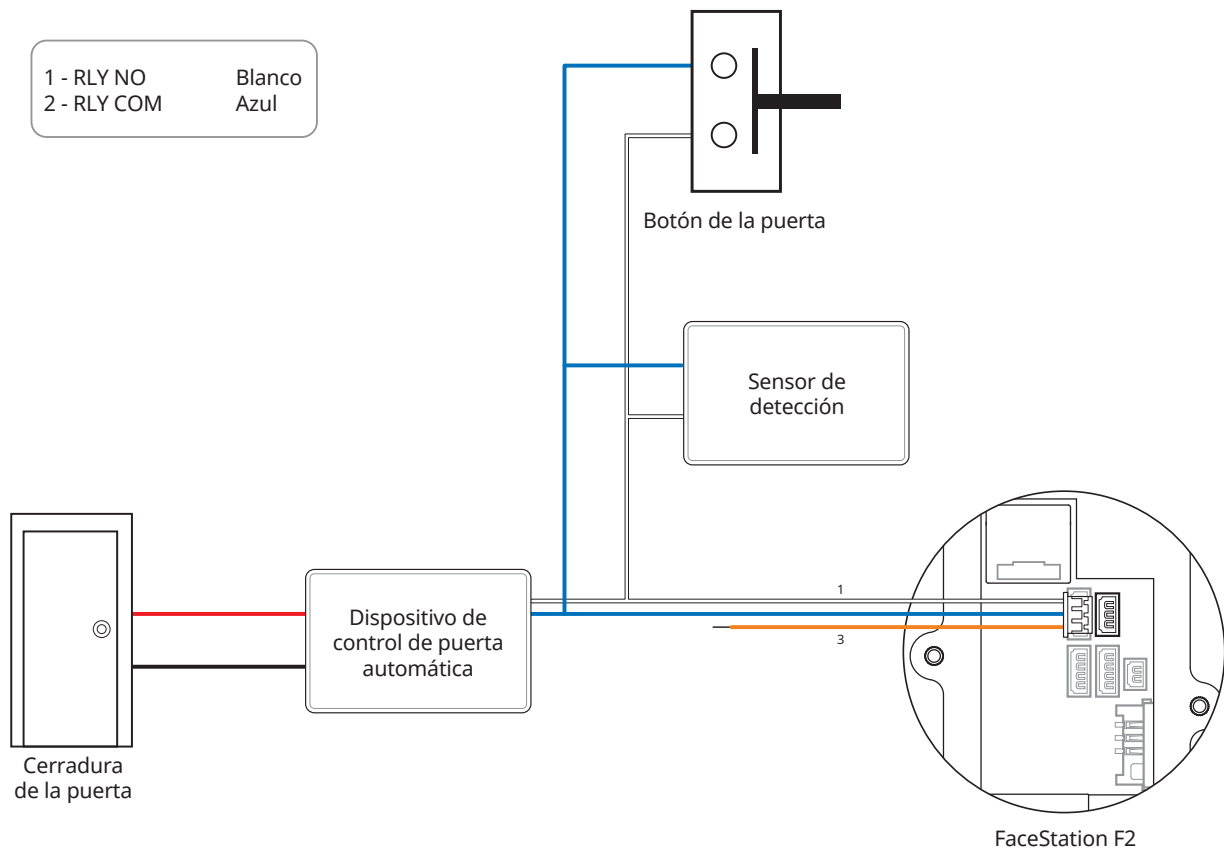 1 - RLY NO Blanco
2 - RLY COM Azul
Botón de la puerta
Sensor de
detección
1
3
Dispositivo de
control de puerta
automática
Cerradura
de la puerta
FaceStation F2